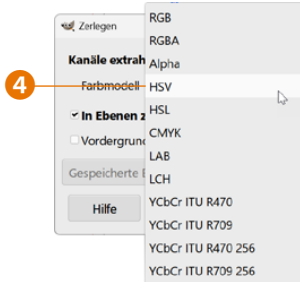 Zerlegen
Kanäle extrah
Farbmodell
In Ebenen z
Vordergrun
Gespeicherte
Hilfe
4
RGB
RGBA
Alpha
HSV
HSL
CMYK
LAB
LCH
YCbCr ITU R470
YCbCr ITU R709
YCbCr ITU R470 256
YCbCr ITU R709 256